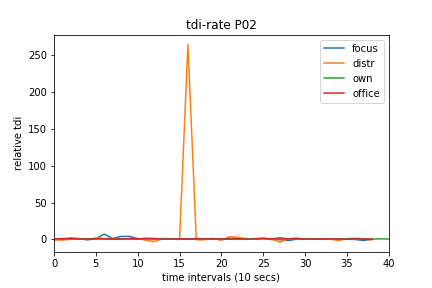 tdi-rate P02
focus
distr
own
office
relative tdi
250
200
150
100
50
0
0 5 10 15 20 25 30 35 40
time intervals (10 secs)